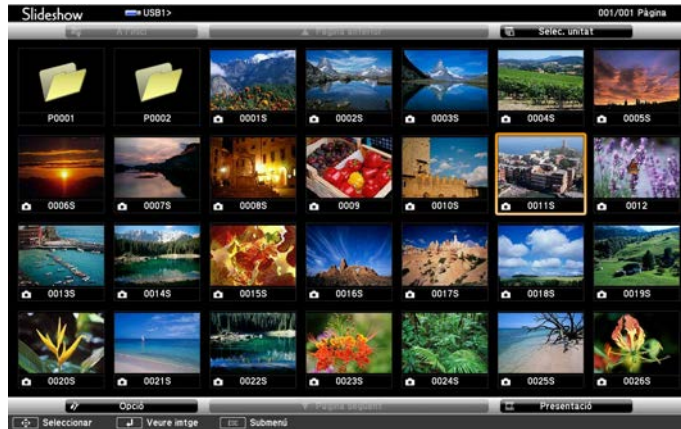 Slideshow USB1> 001/001 Pàgina
A l'inici Pàgina anterior Selec. unitat
P0001 P0002 0001S 0002S 0003S 0004S 0005S
0006S 0007S 0008S 0009 0010S 0011S 0012
0013S 0014S 0015S 0016S 0017S 0018S 0019S
0020S 0021S 0022S 0023S 0024S 0025S 0026S
Opció Pàgina següent Presentació
Seleccionar Veure imtge Esc Submenú